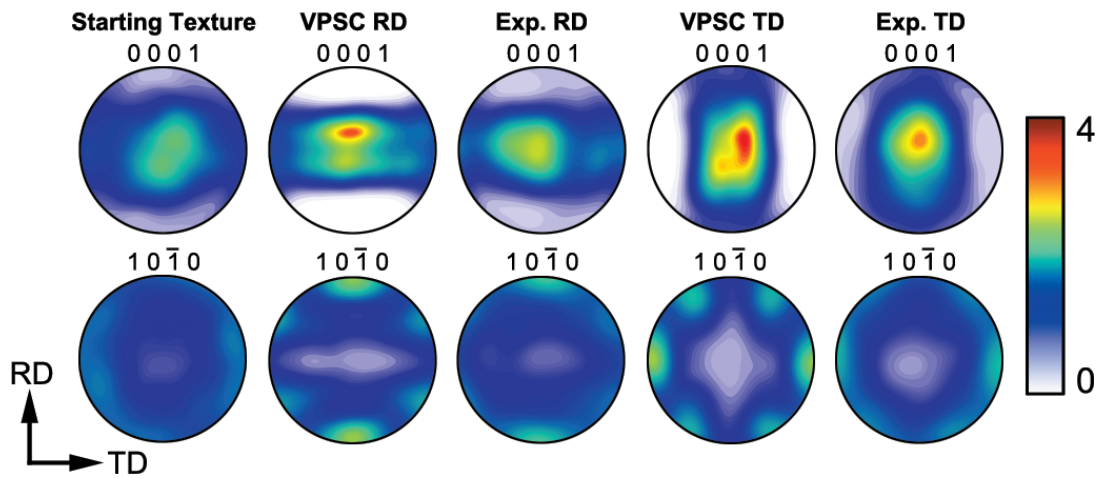 Starting Texture VPSC RD Exp. RD VPSC TD Exp. TD
0 0 0 1 0 0 0 1 0 0 0 1 0 0 0 1 0 0 0 1
4
1 0 1̅ 0 1 0 1̅ 0 1 0 1̅ 0 1 0 1̅ 0 1 0 1̅ 0
RD
0
TD